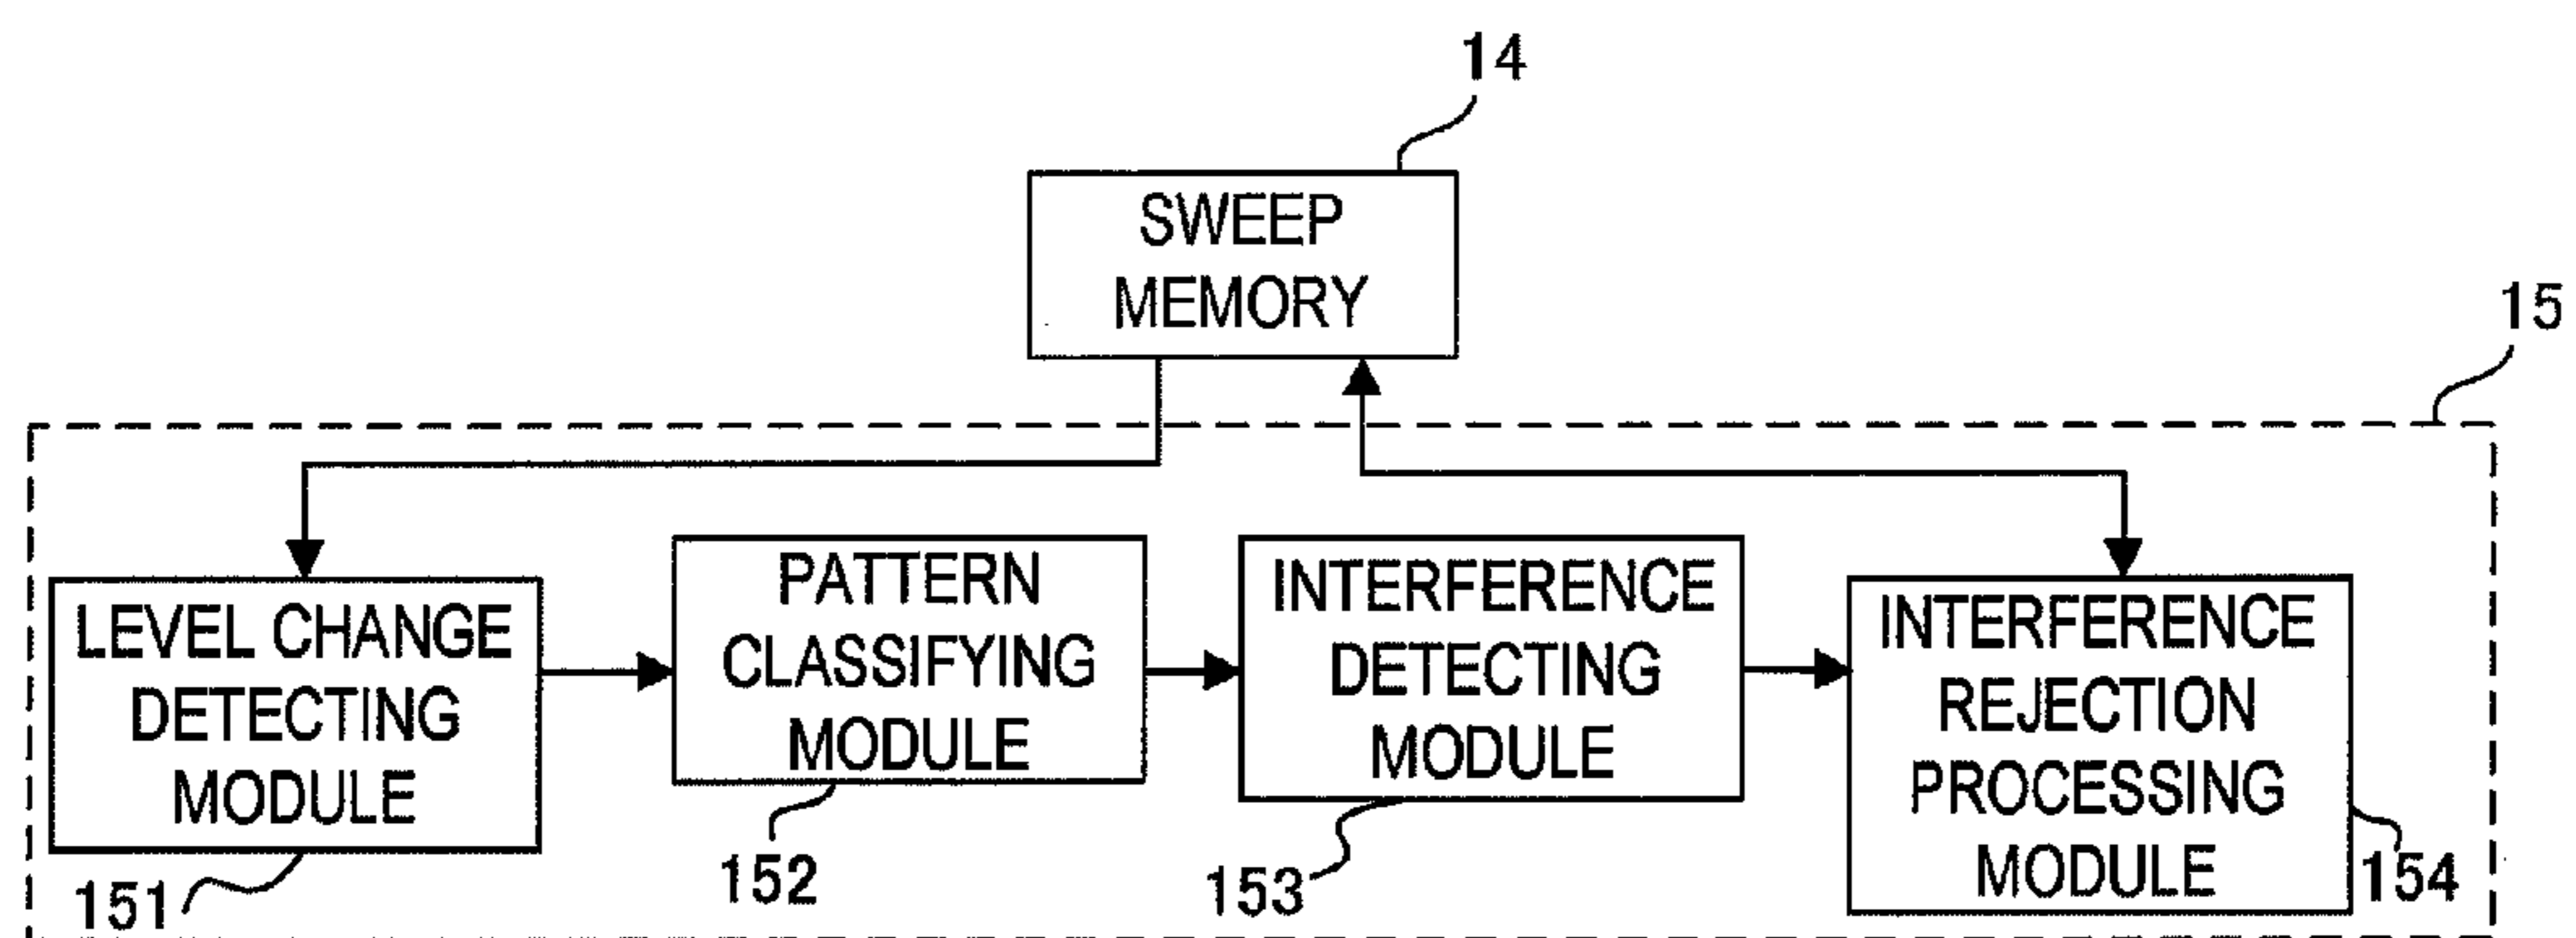 14
SWEEP
MEMORY
15
LEVEL CHANGE
DETECTING
MODULE
151
PATTERN
CLASSIFYING
MODULE
152
INTERFERENCE
DETECTING
MODULE
153
INTERFERENCE
REJECTION
PROCESSING
MODULE
154